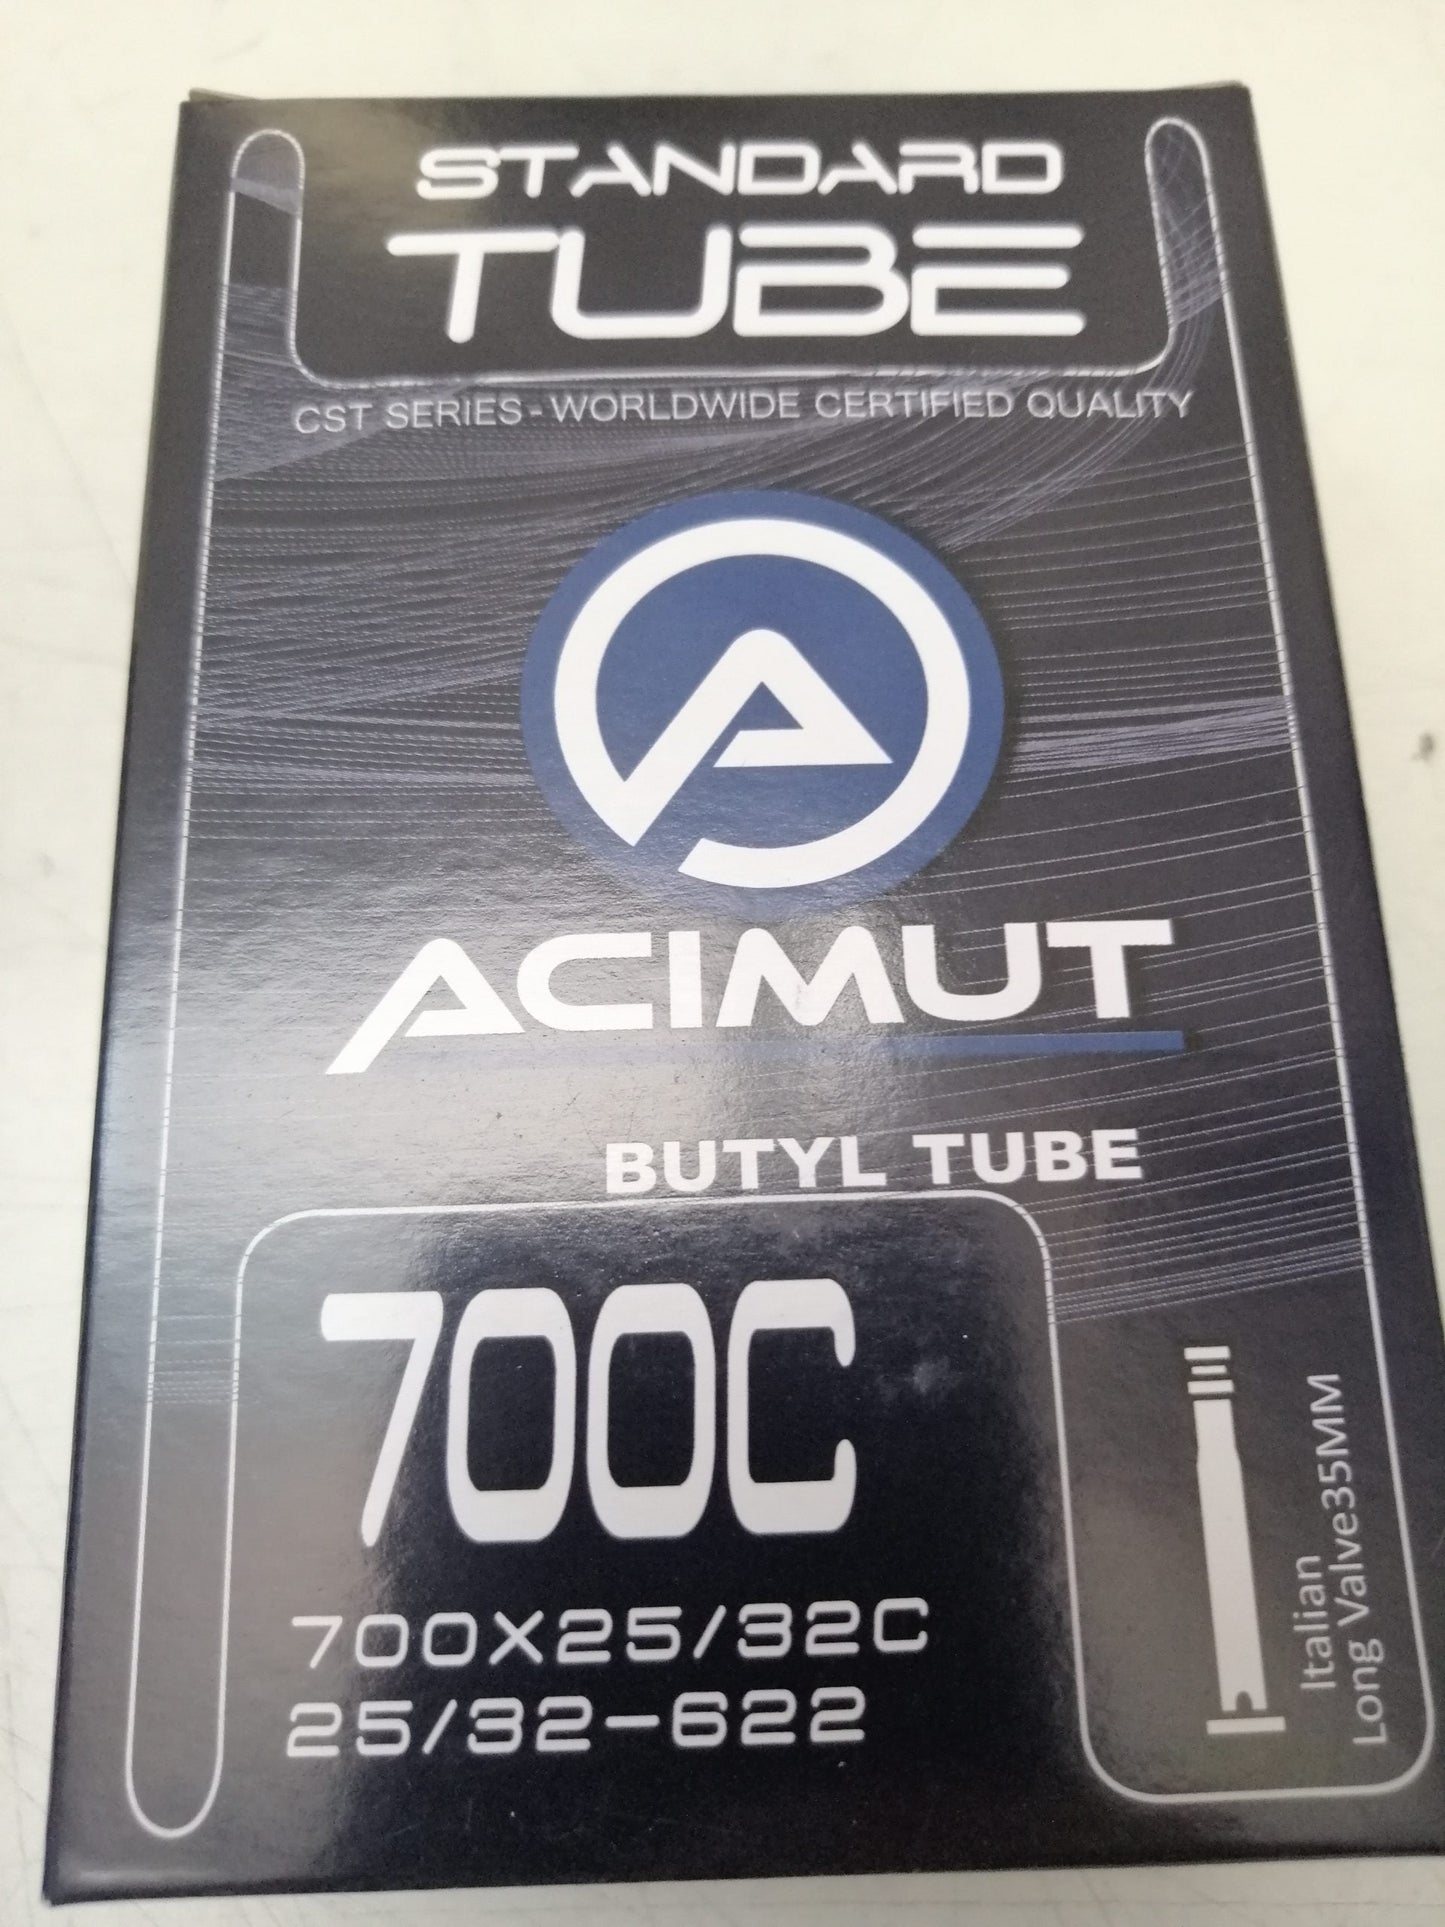 STANDARD
TUBE
CST SERIES-WORLDWIDE CERTIFIED QUALITY
ACIMUT
BUTYL TUBE
700C
700X25/32C
25/32-622
Italian
Long Valve35MM